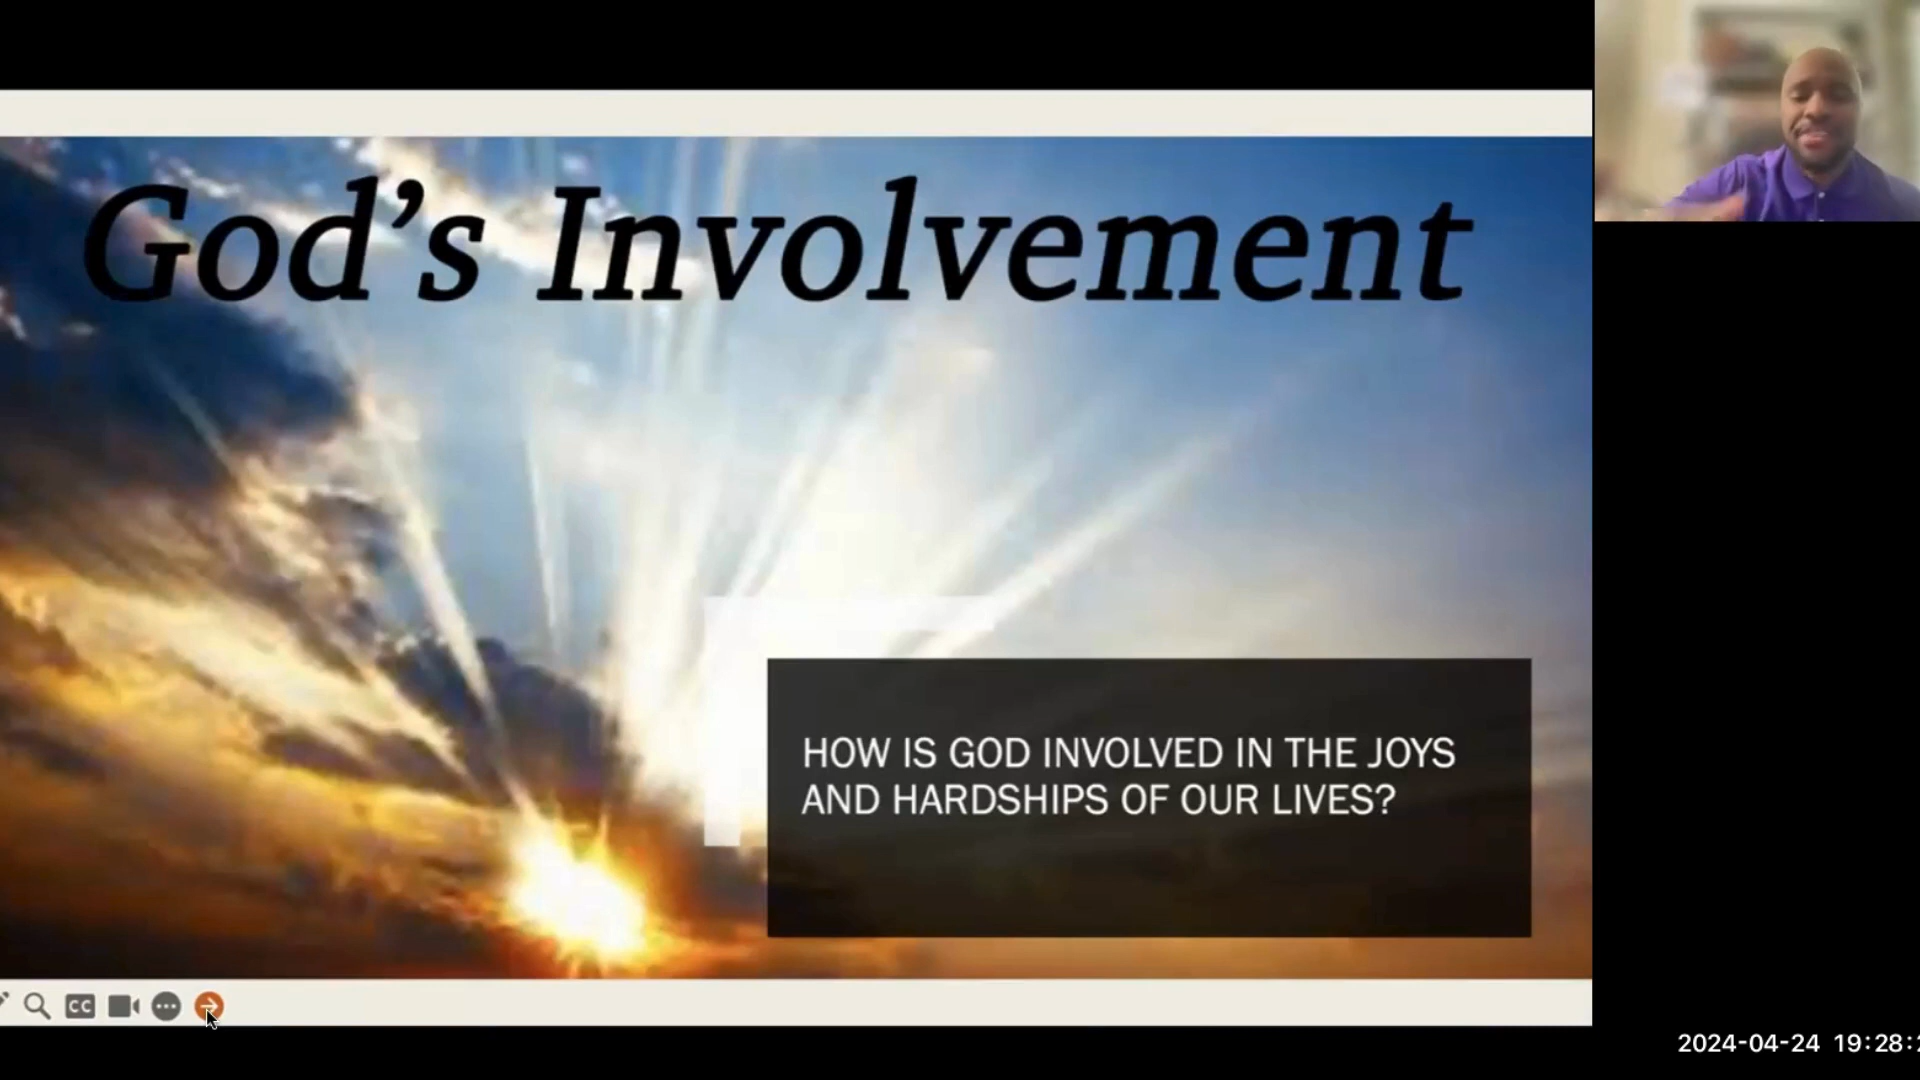 God's Involvement
HOW IS GOD INVOLVED IN THE JOYS
AND HARDSHIPS OF OUR LIVES?
CC
2024-04-24 19:28: